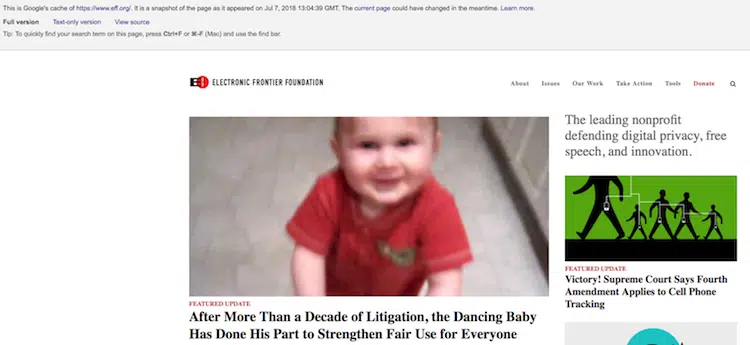 This is Google's cache of https://www.eff.org/. It is a snapshot of the page as it appeared on Jul 7, 2018 13:04:39 GMT. The current page could have changed in the meantime. Learn more.
Full version Text-only version View source
Tip: To quickly find your search term on this page, press Ctrl+F or ⌘-F (Mac) and use the find bar.
EFF ELECTRONIC FRONTIER FOUNDATION
About Issues Our Work Take Action Tools Donate
The leading nonprofit
defending digital privacy, free
speech, and innovation.
FEATURED UPDATE
Victory! Supreme Court Says Fourth
Amendment Applies to Cell Phone
Tracking
FEATURED UPDATE
After More Than a Decade of Litigation, the Dancing Baby
Has Done His Part to Strengthen Fair Use for Everyone